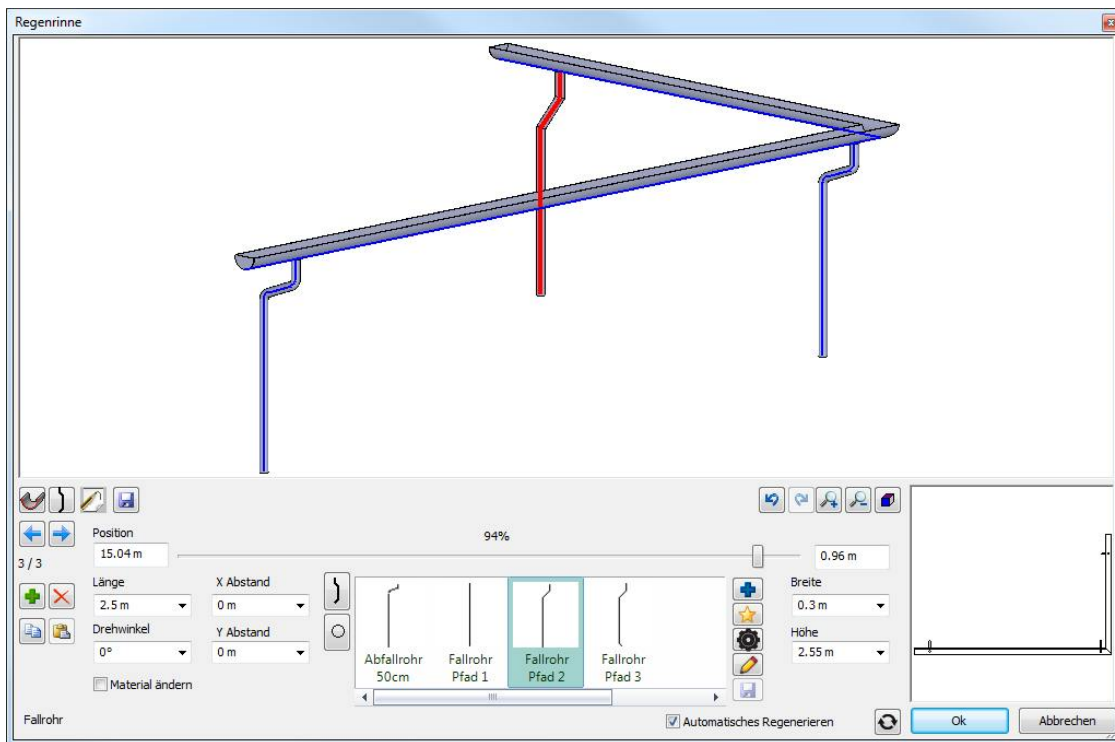 Regenrinne
Position
94%
15.04 m
0.96 m
3 / 3
Länge
X Abstand
Breite
2.5 m
0 m
0.3 m
Drehwinkel
Y Abstand
Höhe
0°
0 m
2.55 m
Abfallrohr
50cm
Fallrohr
Pfad 1
Fallrohr
Pfad 2
Fallrohr
Pfad 3
Material ändern
Fallrohr
Automatisches Regenerieren
Ok
Abbrechen